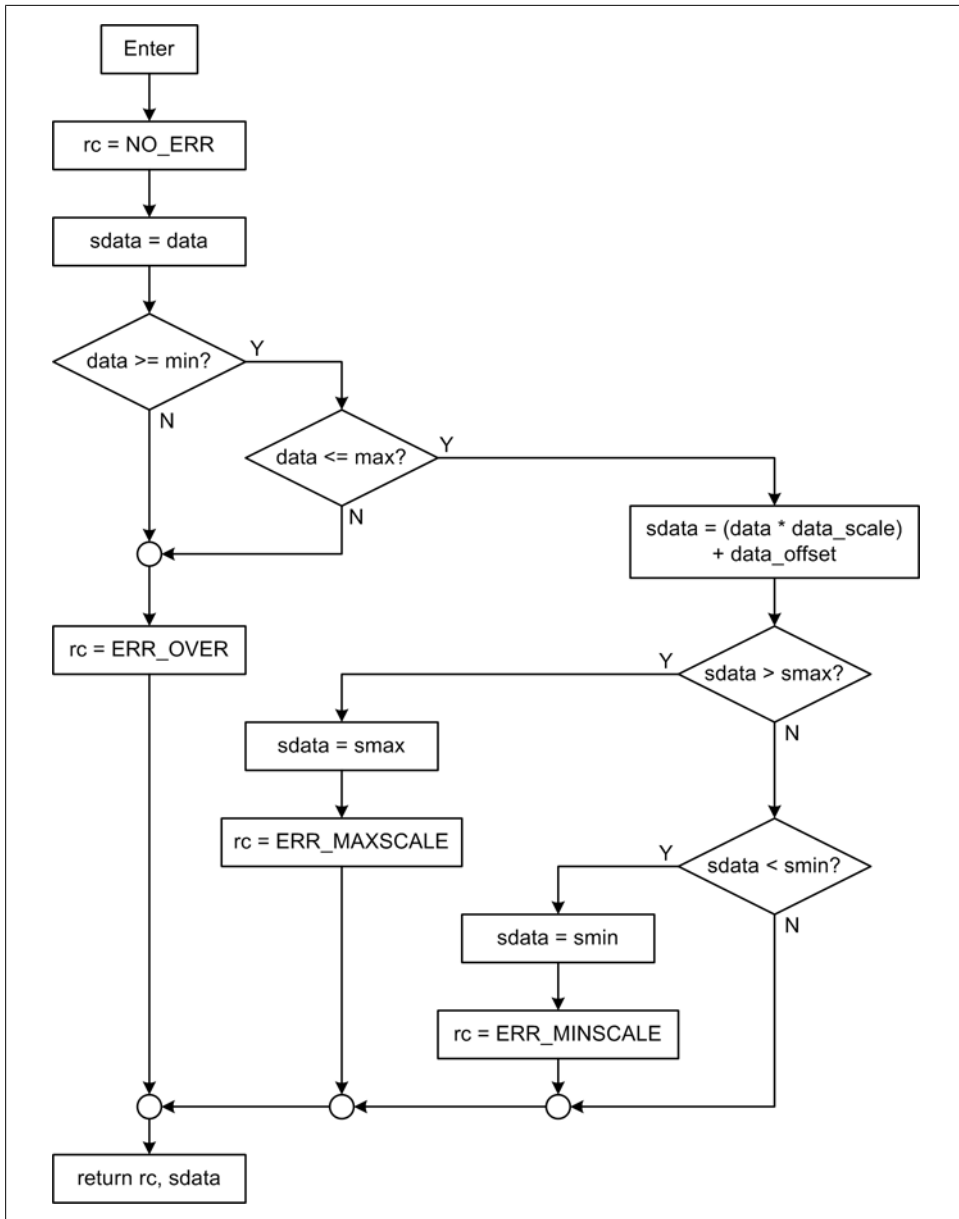 Enter
rc = NO_ERR
sdata = data
data >= min?
Y
N
data <= max?
Y
N
sdata = (data * data_scale)
+ data_offset
rc = ERR_OVER
sdata > smax?
Y
N
sdata = smax
rc = ERR_MAXSCALE
sdata < smin?
Y
N
sdata = smin
rc = ERR_MINSCALE
return rc, sdata